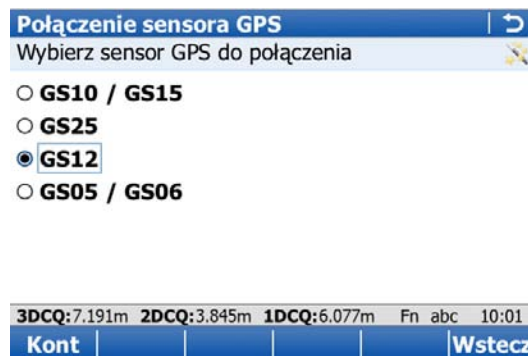 Połączenie sensora GPS
Wybierz sensor GPS do połączenia
GS10 / GS15
GS25
GS12
GS05 / GS06
3DCQ:7.191m 2DCQ:3.845m 1DCQ:6.077m Fn abc 10:01
Kont Wstecz